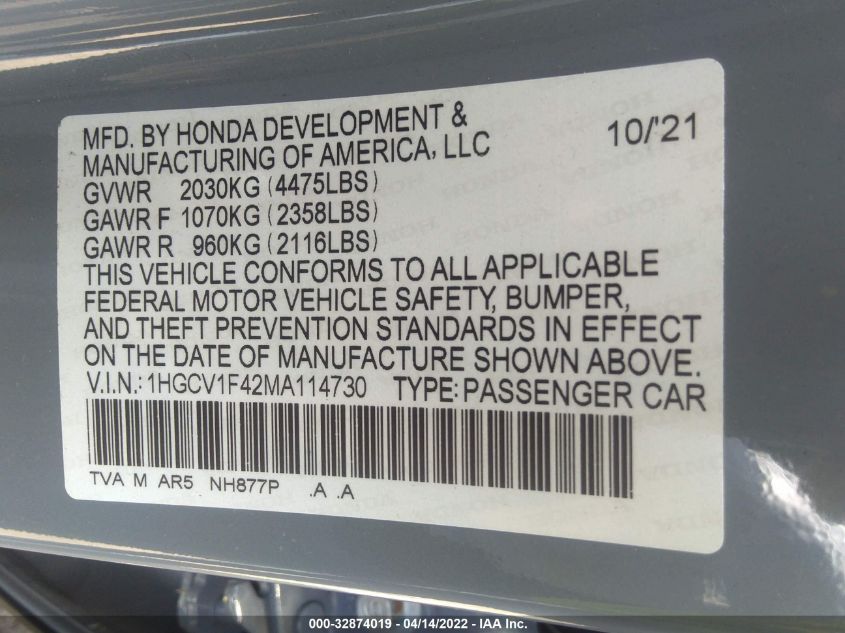 MFD. BY HONDA DEVELOPMENT & 10/'21
MANUFACTURING OF AMERICA, LLC
GVWR 2030KG (4475LBS)
GAWR F 1070KG (2358LBS)
GAWR R 960KG (2116LBS)
THIS VEHICLE CONFORMS TO ALL APPLICABLE
FEDERAL MOTOR VEHICLE SAFETY, BUMPER,
AND THEFT PREVENTION STANDARDS IN EFFECT
ON THE DATE OF MANUFACTURE SHOWN ABOVE.
V.I.N.: 1HGCV1F42MA114730 TYPE: PASSENGER CAR
TVA M AR5 NH877P .A .A
000-32874019 - 04/14/2022 - IAA Inc.